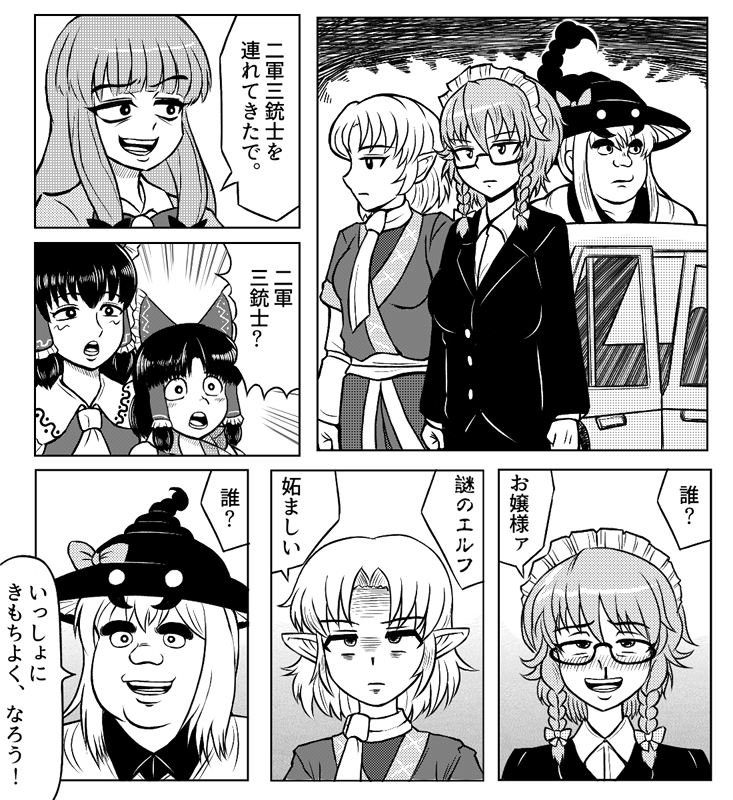 二軍三銃士を
連れてきたで。
二軍
三銃士?
誰?
お嬢様ァ
謎のエルフ
妬ましい
誰?
いっしょに
きもちよく、なろう!